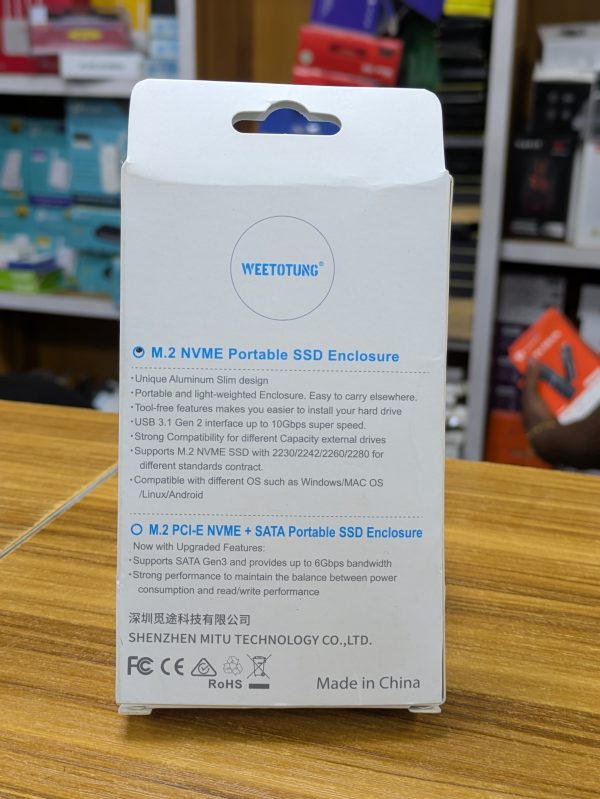 WEETOTUNG®
M.2 NVME Portable SSD Enclosure
·Unique Aluminum Slim design
·Portable and light-weighted Enclosure. Easy to carry elsewhere.
·Tool-free features makes you easier to install your hard drive
·USB 3.1 Gen 2 interface up to 10Gbps super speed.
·Strong Compatibility for different Capacity external drives
·Supports M.2 NVME SSD with 2230/2242/2260/2280 for
different standards contract.
·Compatible with different OS such as Windows/MAC OS
/Linux/Android
M.2 PCI-E NVME + SATA Portable SSD Enclosure
Now with Upgraded Features:
·Supports SATA Gen3 and provides up to 6Gbps bandwidth
·Strong performance to maintain the balance between power
consumption and read/write performance
深圳觅途科技有限公司
SHENZHEN MITU TECHNOLOGY CO.,LTD.
FC CE RoHS Made in China